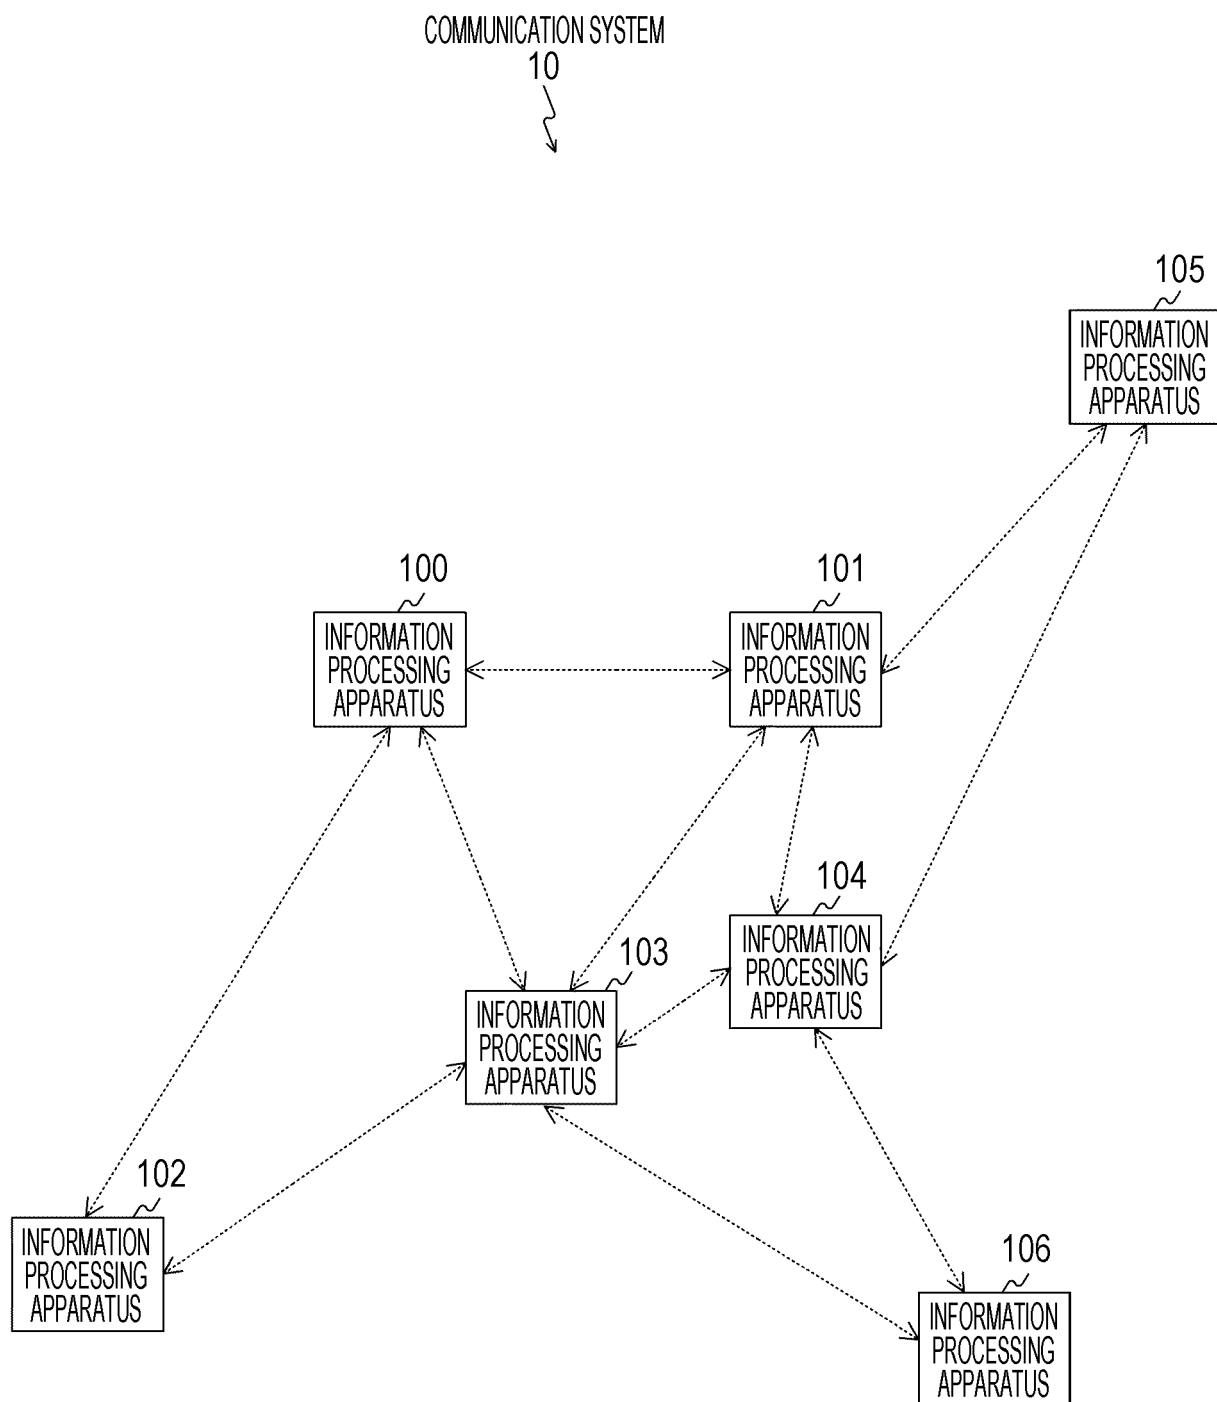 COMMUNICATION SYSTEM
10
105
INFORMATION
PROCESSING
APPARATUS
100
INFORMATION
PROCESSING
APPARATUS
101
INFORMATION
PROCESSING
APPARATUS
104
INFORMATION
PROCESSING
APPARATUS
103
INFORMATION
PROCESSING
APPARATUS
102
INFORMATION
PROCESSING
APPARATUS
106
INFORMATION
PROCESSING
APPARATUS